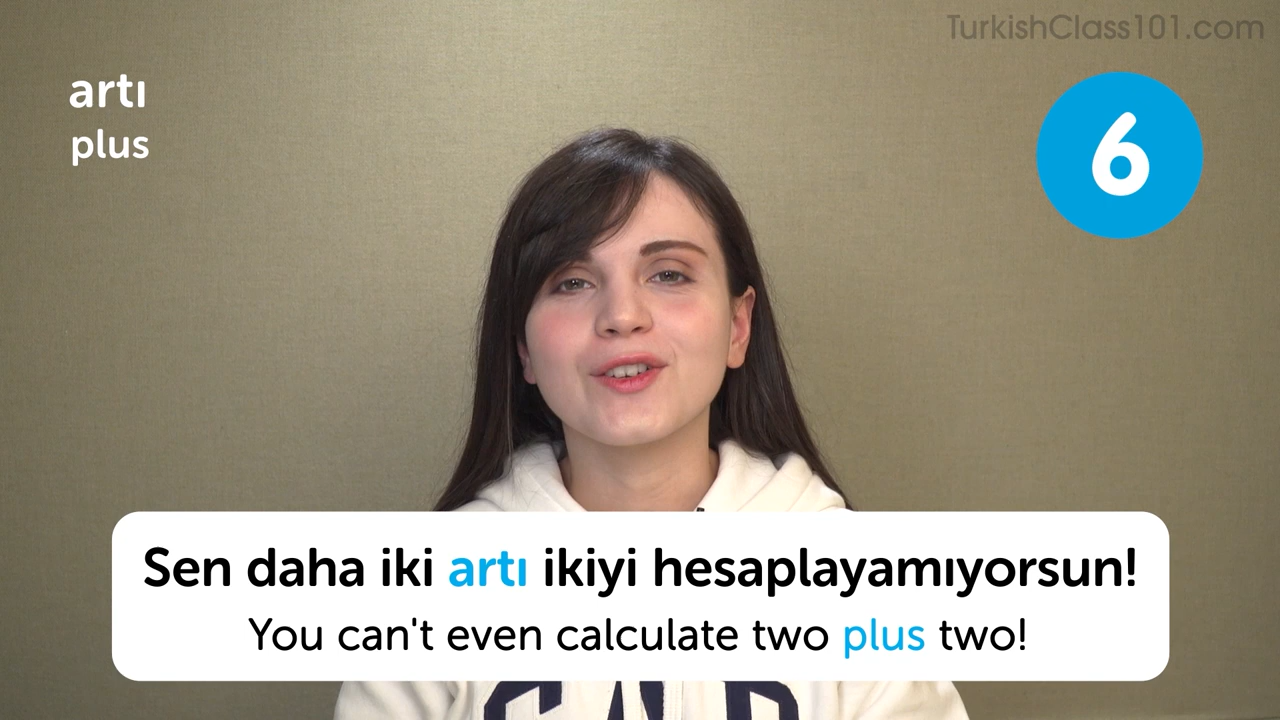 TurkishClass101.com
artı
plus
6
Sen daha iki artı ikiyi hesaplayamıyorsun!
You can't even calculate two plus two!